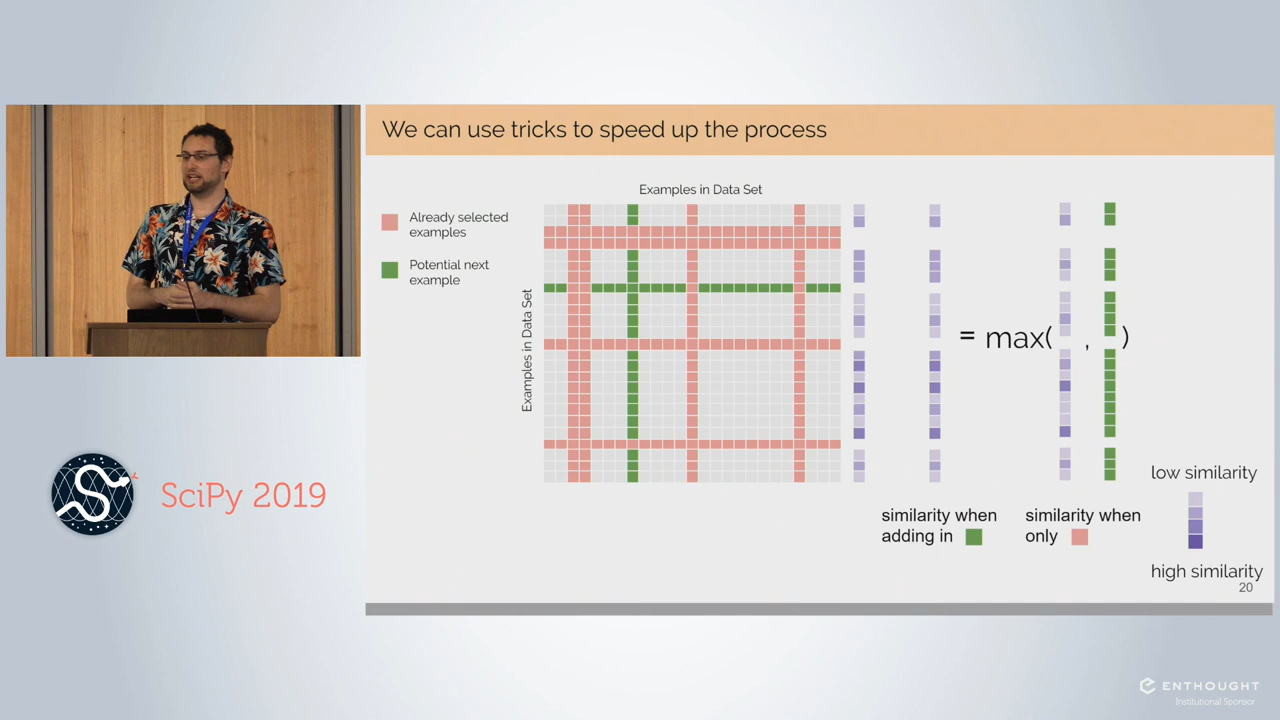 We can use tricks to speed up the process
Examples in Data Set
Already selected
examples
Potential next
example
Examples in Data Set
= max( , )
low similarity
similarity when
adding in
similarity when
only
high similarity
20
SciPy 2019
ENTHOUGHT
Institutional Sponsor